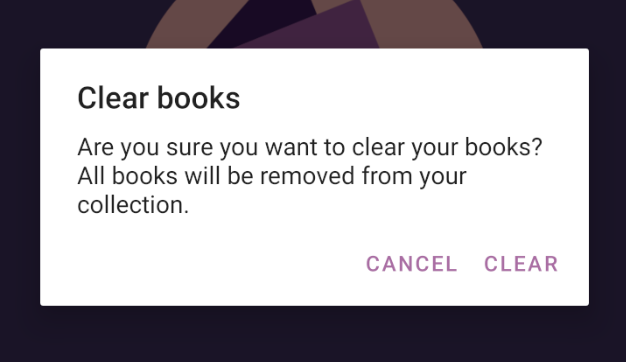 Clear books
Are you sure you want to clear your books?
All books will be removed from your
collection.
CANCEL CLEAR